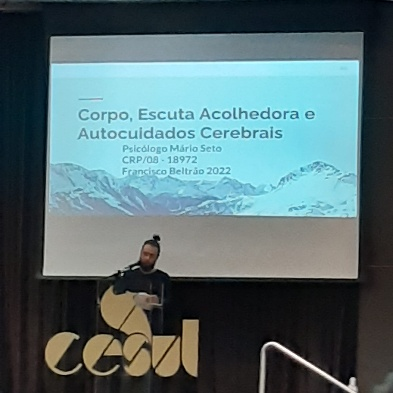 Corpo, Escuta Acolhedora e
Autocuidados Cerebrais
Psicólogo Mário Seto
CRP/08 - 18972
Francisco Beltrão 2022
cesul